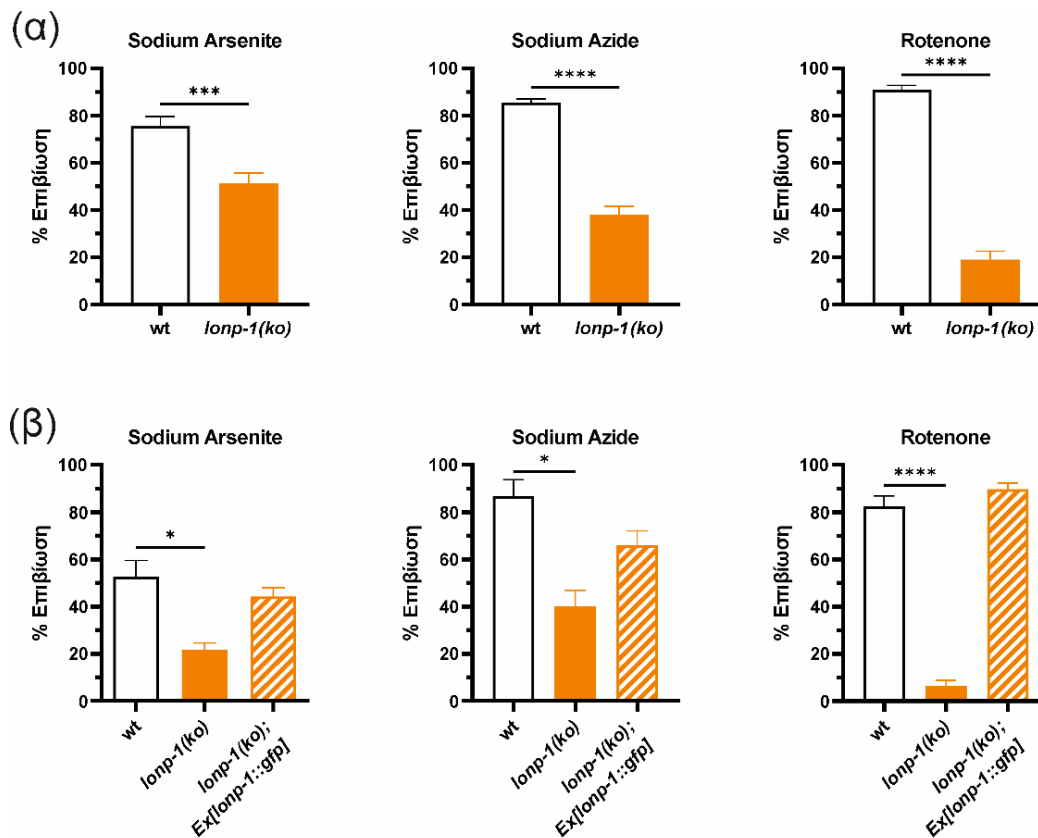 (α)
Sodium Arsenite
% Επιβίωση
100
80
60
40
20
0
***
wt
lonp-1(ko)
Sodium Azide
% Επιβίωση
100
80
60
40
20
0
****
wt
lonp-1(ko)
Rotenone
% Επιβίωση
100
80
60
40
20
0
****
wt
lonp-1(ko)
(β)
Sodium Arsenite
% Επιβίωση
100
80
60
40
20
0
*
wt
lonp-1(ko)
lonp-1(ko);
Ex[lonp-1::gfp]
Sodium Azide
% Επιβίωση
100
80
60
40
20
0
*
wt
lonp-1(ko)
lonp-1(ko);
Ex[lonp-1::gfp]
Rotenone
% Επιβίωση
100
80
60
40
20
0
****
wt
lonp-1(ko)
lonp-1(ko);
Ex[lonp-1::gfp]